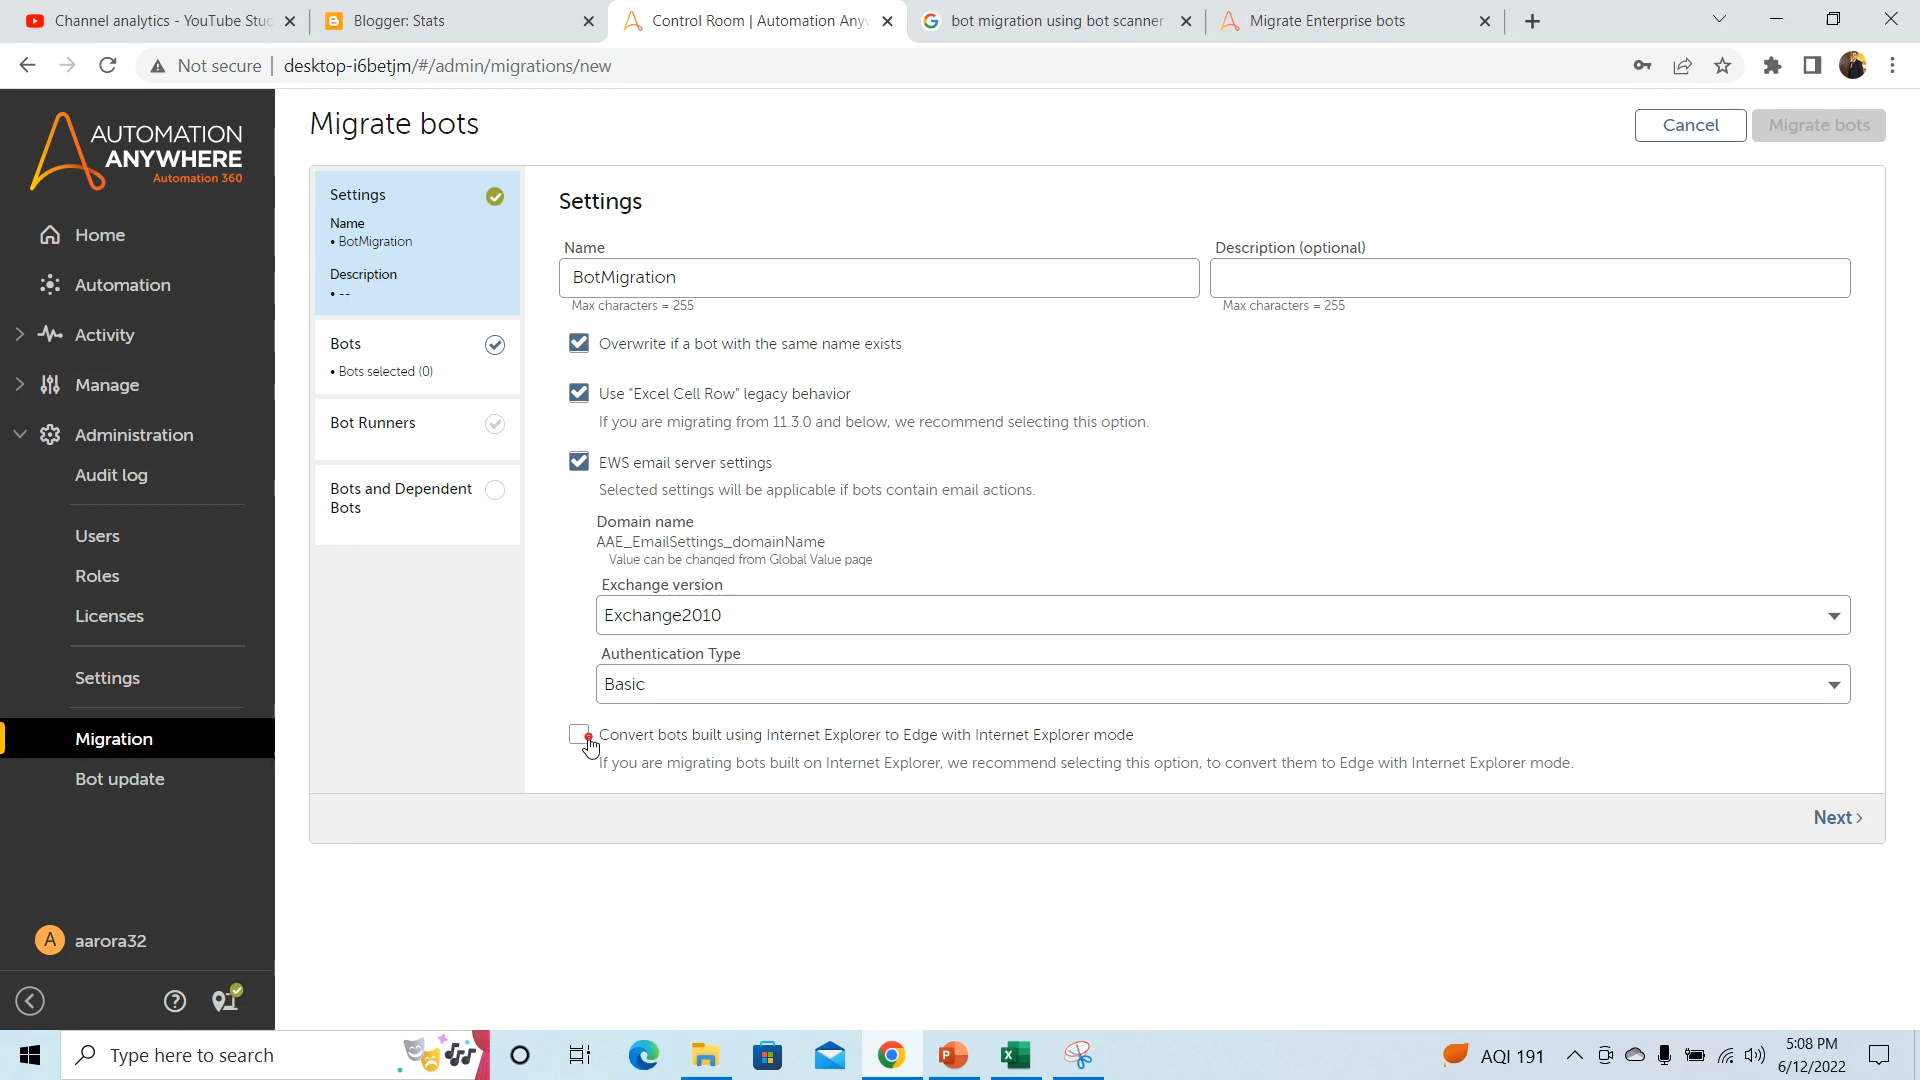 Channel analytics - YouTube Stud
Blogger: Stats
Control Room | Automation Anyw
bot migration using bot scanner
Migrate Enterprise bots
Not secure
desktop-i6betjm/#/admin/migrations/new
AUTOMATION
ANYWHERE
Automation 360
Home
Automation
Activity
Manage
Administration
Audit log
Users
Roles
Licenses
Settings
Migration
Bot update
A
aarora32
Migrate bots
Cancel
Migrate bots
Settings
Name
• BotMigration
Description
• --
Bots
• Bots selected (0)
Bot Runners
Bots and Dependent
Bots
Settings
Name
Description (optional)
BotMigration
Max characters = 255
Max characters = 255
Overwrite if a bot with the same name exists
Use "Excel Cell Row" legacy behavior
If you are migrating from 11.3.0 and below, we recommend selecting this option.
EWS email server settings
Selected settings will be applicable if bots contain email actions.
Domain name
AAE_EmailSettings_domainName
Value can be changed from Global Value page
Exchange version
Exchange2010
Authentication Type
Basic
Convert bots built using Internet Explorer to Edge with Internet Explorer mode
If you are migrating bots built on Internet Explorer, we recommend selecting this option, to convert them to Edge with Internet Explorer mode.
Next >
Type here to search
AQI 191
5:08 PM
6/12/2022